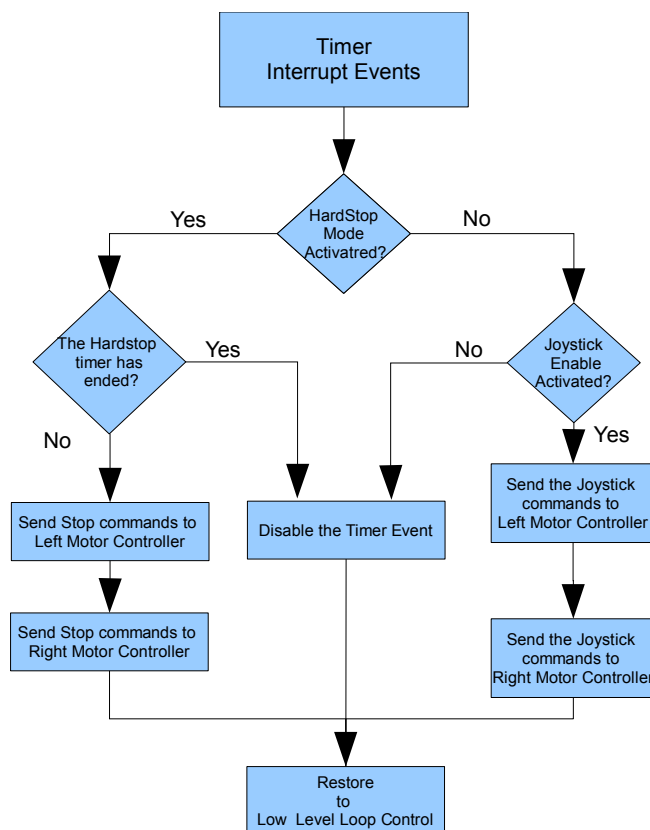 Timer
Interrupt Events
HardStop
Mode
Activatred?
Yes
No
The Hardstop
timer has
ended?
Yes
No
Joystick
Enable
Activated?
No
Yes
Send Stop commands to
Left Motor Controller
Disable the Timer Event
Send the Joystick
commands to
Left Motor Controller
Send Stop commands to
Right Motor Controller
Send the Joystick
commands to
Right Motor Controller
Restore
to
Low Level Loop Control